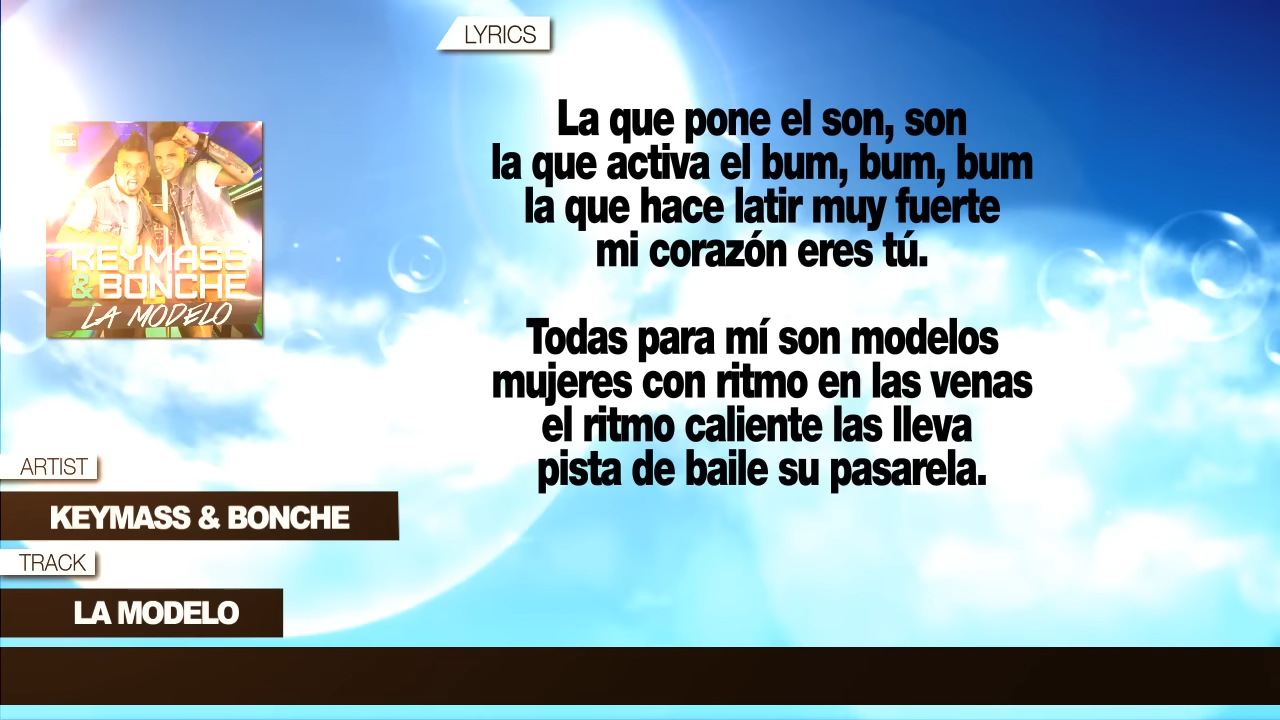 LYRICS
La que pone el son, son
la que activa el bum, bum, bum
la que hace latir muy fuerte
mi corazón eres tú.
Todas para mí son modelos
mujeres con ritmo en las venas
el ritmo caliente las lleva
pista de baile su pasarela.
KEYMASS
& BONCHE
LA MODELO
ARTIST
KEYMASS & BONCHE
TRACK
LA MODELO